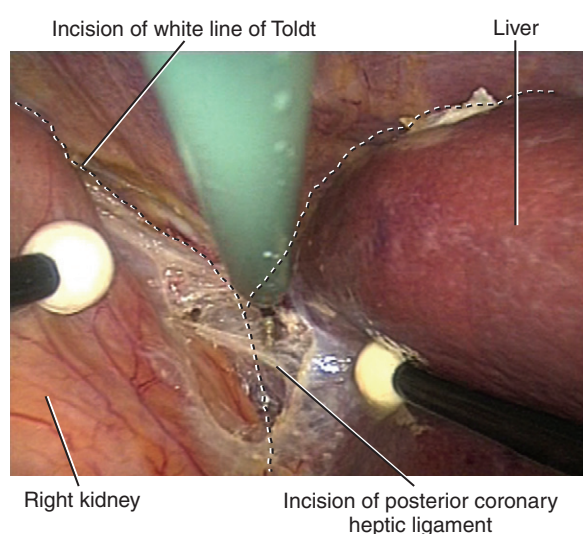 Incision of white line of Toldt
Liver
Right kidney
Incision of posterior coronary
heptic ligament